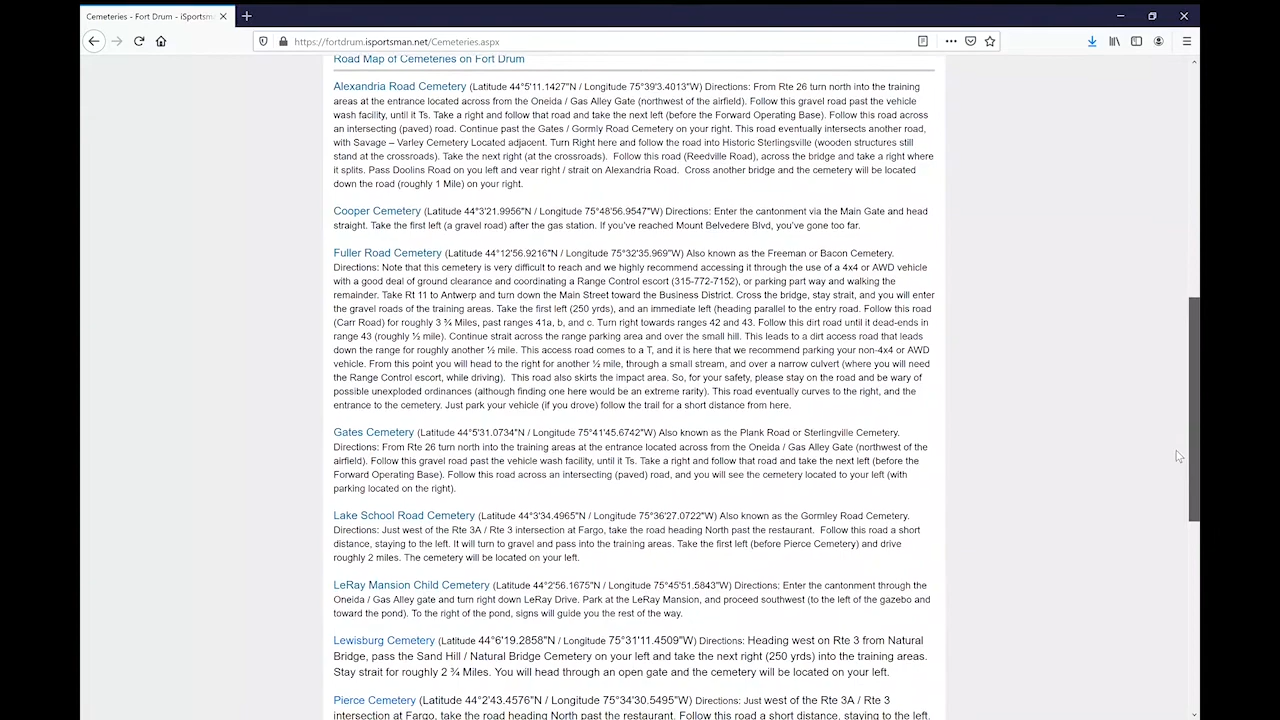 Cemeteries - Fort Drum - iSportsm
https://fortdrum.isportsman.net/Cemeteries.aspx
Road Map of Cemeteries on Fort Drum
Alexandria Road Cemetery (Latitude 44°5'11.1427"N / Longitude 75°39'3.4013"W) Directions: From Rte 26 turn north into the training
areas at the entrance located across from the Oneida / Gas Alley Gate (northwest of the airfield). Follow this gravel road past the vehicle
wash facility, until it Ts. Take a right and follow that road and take the next left (before the Forward Operating Base). Follow this road across
an intersecting (paved) road. Continue past the Gates / Gormly Road Cemetery on your right. This road eventually intersects another road,
with Savage – Varley Cemetery Located adjacent. Turn Right here and follow the road into Historic Sterlingsville (wooden structures still
stand at the crossroads). Take the next right (at the crossroads). Follow this road (Reedville Road), across the bridge and take a right where
it splits. Pass Doolins Road on you left and vear right / strait on Alexandria Road. Cross another bridge and the cemetery will be located
down the road (roughly 1 Mile) on your right.
Cooper Cemetery (Latitude 44°3'21.9956"N / Longitude 75°48'56.9547"W) Directions: Enter the cantonment via the Main Gate and head
straight. Take the first left (a gravel road) after the gas station. If you've reached Mount Belvedere Blvd, you've gone too far.
Fuller Road Cemetery (Latitude 44°12'56.9216"N / Longitude 75°32'35.969"W) Also known as the Freeman or Bacon Cemetery.
Directions: Note that this cemetery is very difficult to reach and we highly recommend accessing it through the use of a 4x4 or AWD vehicle
with a good deal of ground clearance and coordinating a Range Control escort (315-772-7152), or parking part way and walking the
remainder. Take Rt 11 to Antwerp and turn down the Main Street toward the Business District. Cross the bridge, stay strait, and you will enter
the gravel roads of the training areas. Take the first left (250 yrds), and an immediate left (heading parallel to the entry road. Follow this road
(Carr Road) for roughly 3 ¾ Miles, past ranges 41a, b, and c. Turn right towards ranges 42 and 43. Follow this dirt road until it dead-ends in
range 43 (roughly ½ mile). Continue strait across the range parking area and over the small hill. This leads to a dirt access road that leads
down the range for roughly another ½ mile. This access road comes to a T, and it is here that we recommend parking your non-4x4 or AWD
vehicle. From this point you will head to the right for another ½ mile, through a small stream, and over a narrow culvert (where you will need
the Range Control escort, while driving). This road also skirts the impact area. So, for your safety, please stay on the road and be wary of
possible unexploded ordinances (although finding one here would be an extreme rarity). This road eventually curves to the right, and the
entrance to the cemetery. Just park your vehicle (if you drove) follow the trail for a short distance from here.
Gates Cemetery (Latitude 44°5'31.0734"N / Longitude 75°41'45.6742"W) Also known as the Plank Road or Sterlingville Cemetery.
Directions: From Rte 26 turn north into the training areas at the entrance located across from the Oneida / Gas Alley Gate (northwest of the
airfield). Follow this gravel road past the vehicle wash facility, until it Ts. Take a right and follow that road and take the next left (before the
Forward Operating Base). Follow this road across an intersecting (paved) road, and you will see the cemetery located to your left (with
parking located on the right).
Lake School Road Cemetery (Latitude 44°3'34.4965"N / Longitude 75°36'27.0722"W) Also known as the Gormley Road Cemetery.
Directions: Just west of the Rte 3A / Rte 3 intersection at Fargo, take the road heading North past the restaurant. Follow this road a short
distance, staying to the left. It will turn to gravel and pass into the training areas. Take the first left (before Pierce Cemetery) and drive
roughly 2 miles. The cemetery will be located on your left.
LeRay Mansion Child Cemetery (Latitude 44°2'56.1675"N / Longitude 75°45'51.5843"W) Directions: Enter the cantonment through the
Oneida / Gas Alley gate and turn right down LeRay Drive. Park at the LeRay Mansion, and proceed southwest (to the left of the gazebo and
toward the pond). To the right of the pond, signs will guide you the rest of the way.
Lewisburg Cemetery (Latitude 44°6'19.2858"N / Longitude 75°31'11.4509"W) Directions: Heading west on Rte 3 from Natural
Bridge, pass the Sand Hill / Natural Bridge Cemetery on your left and take the next right (250 yrds) into the training areas.
Stay strait for roughly 2 ¾ Miles. You will head through an open gate and the cemetery will be located on your left.
Pierce Cemetery (Latitude 44°2'43.4576"N / Longitude 75°34'30.5495"W) Directions: Just west of the Rte 3A / Rte 3
intersection at Fargo, take the road heading North past the restaurant. Follow this road a short distance, staying to the left.